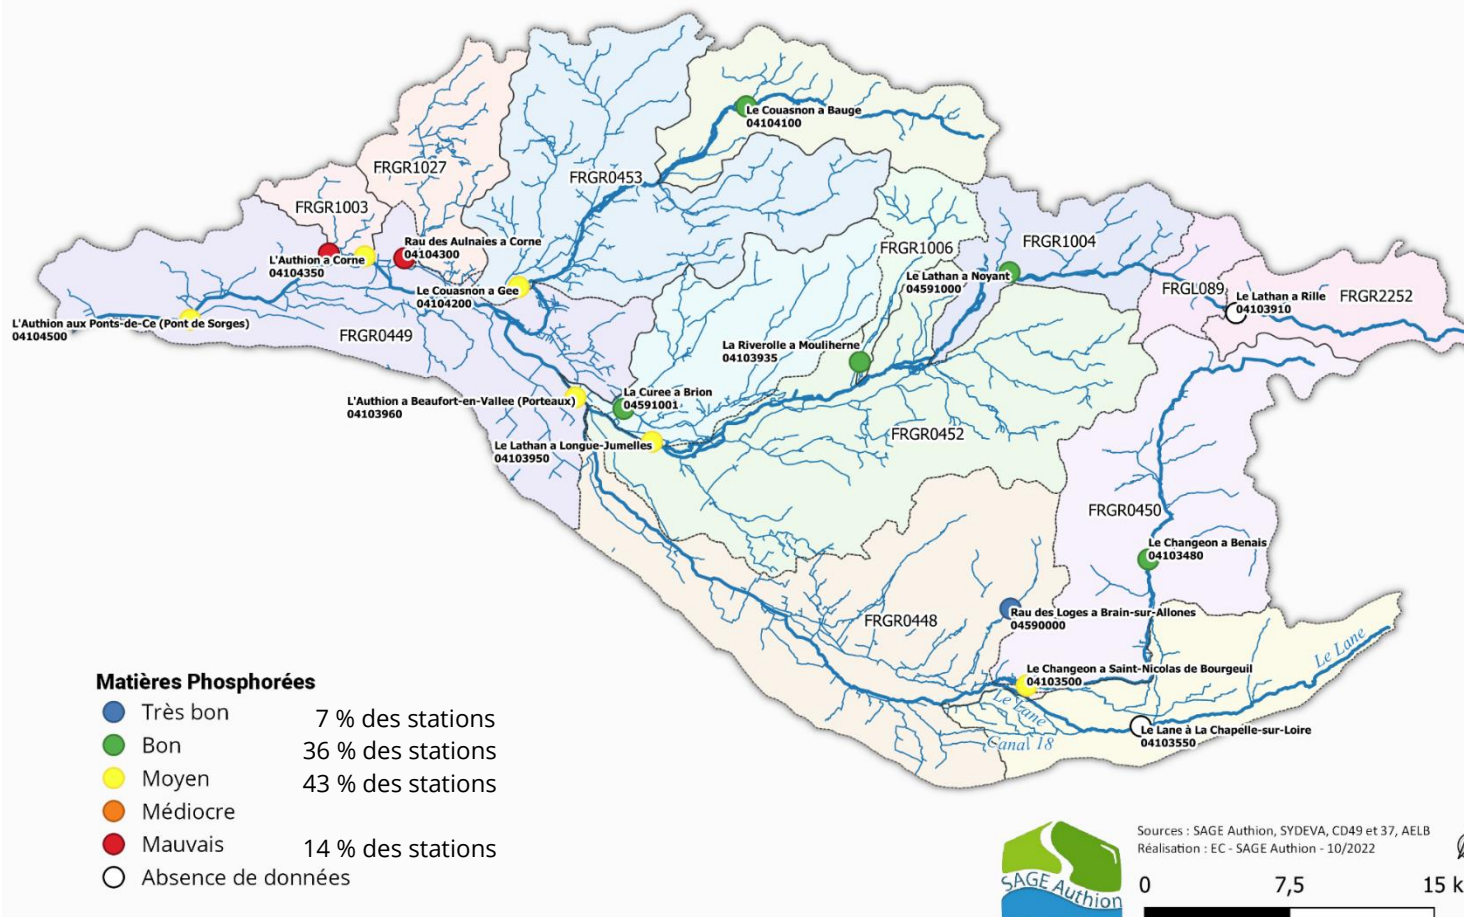 Le Couasnon a Bauge
04104100
FRGR1027
FRGR0453
FRGR1003
Rau des Aulnaies a Corne
04104300
L'Authion a Corne
04104350
FRGR1006
FRGR1004
Le Lathan a Noyant
04591000
FRGL089
FRGR2252
Le Lathan a Rille
04103910
Le Couasnon a Gee
04104200
L'Authion aux Ponts-de-Ce (Pont de Sorges)
04104500
FRGR0449
La Riverolle a Mouliherne
04103935
L'Authion a Beaufort-en-Vallee (Porteaux)
04103960
La Curee a Brion
04591001
Le Lathan a Longue-Jumelles
04103950
FRGR0452
FRGR0450
Le Changeon a Benais
04103480
Rau des Loges a Brain-sur-Allones
04590000
FRGR0448
Le Lane
Le Changeon a Saint-Nicolas de Bourgeuil
04103500
Le Lane
Canal 18
Le Lane à La Chapelle-sur-Loire
04103550
Matières Phosphorées
Très bon 7 % des stations
Bon 36 % des stations
Moyen 43 % des stations
Médiocre
Mauvais 14 % des stations
Absence de données
SAGE Authion
Sources : SAGE Authion, SYDEVA, CD49 et 37, AELB
Réalisation : EC - SAGE Authion - 10/2022
0 7,5 15 k